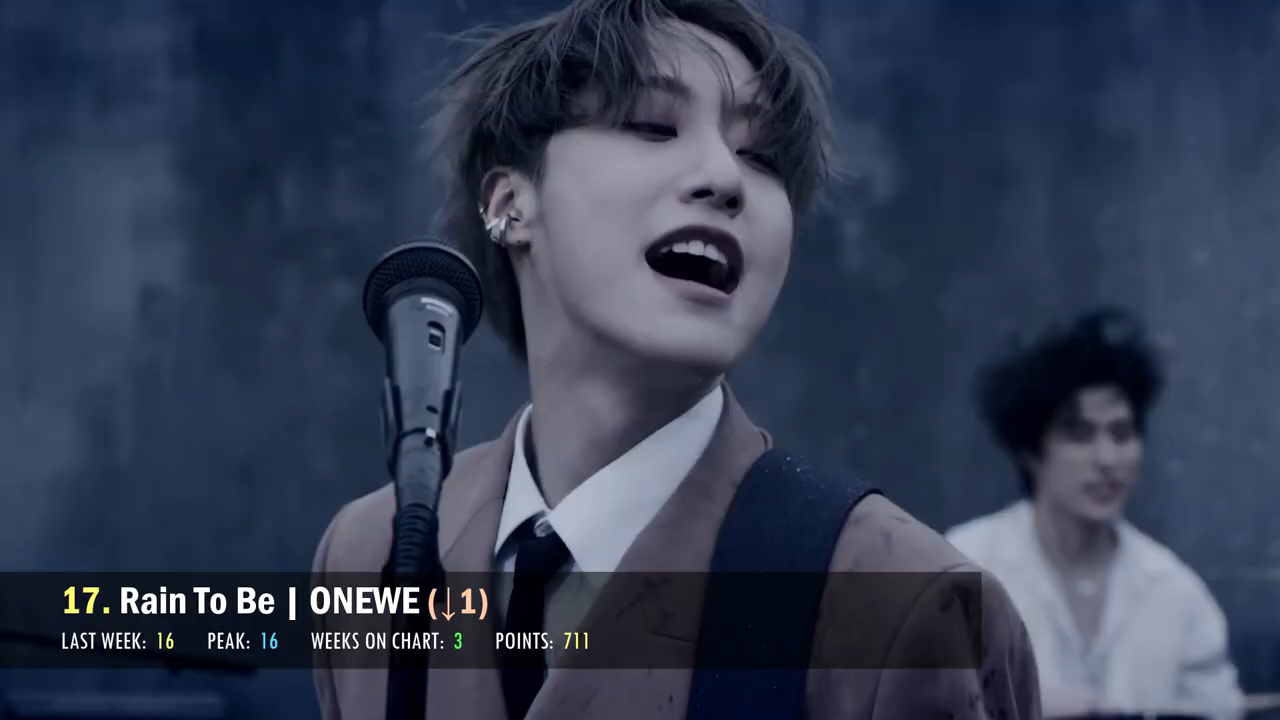 17. Rain To Be | ONEWE (↓1)
LAST WEEK: 16 PEAK: 16 WEEKS ON CHART: 3 POINTS: 711